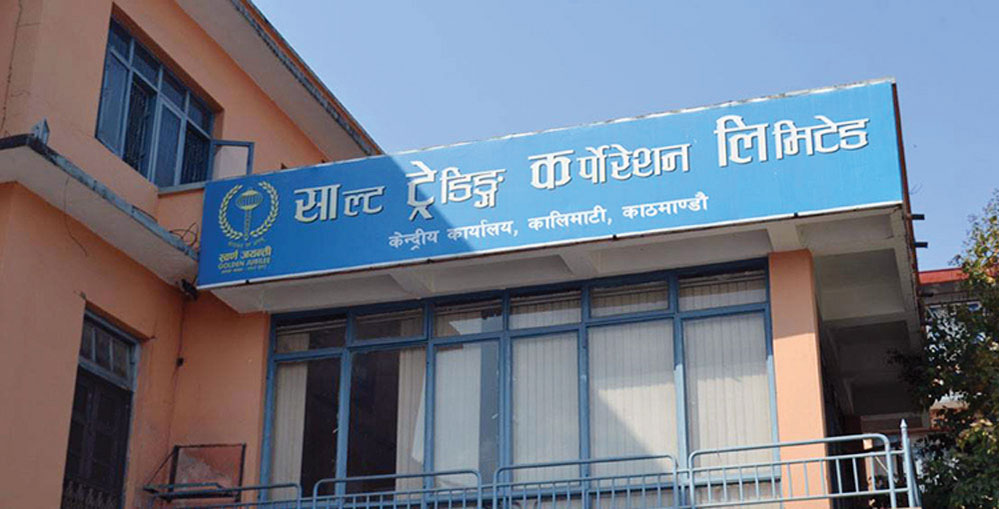 साल्ट ट्रेडिङ्ग कर्पोरेशन लिमिटेड
केन्द्रीय कार्यालय, कालिमाटी, काठमाण्डौ
स्वर्ण जयन्ती
GOLDEN JUBILEE